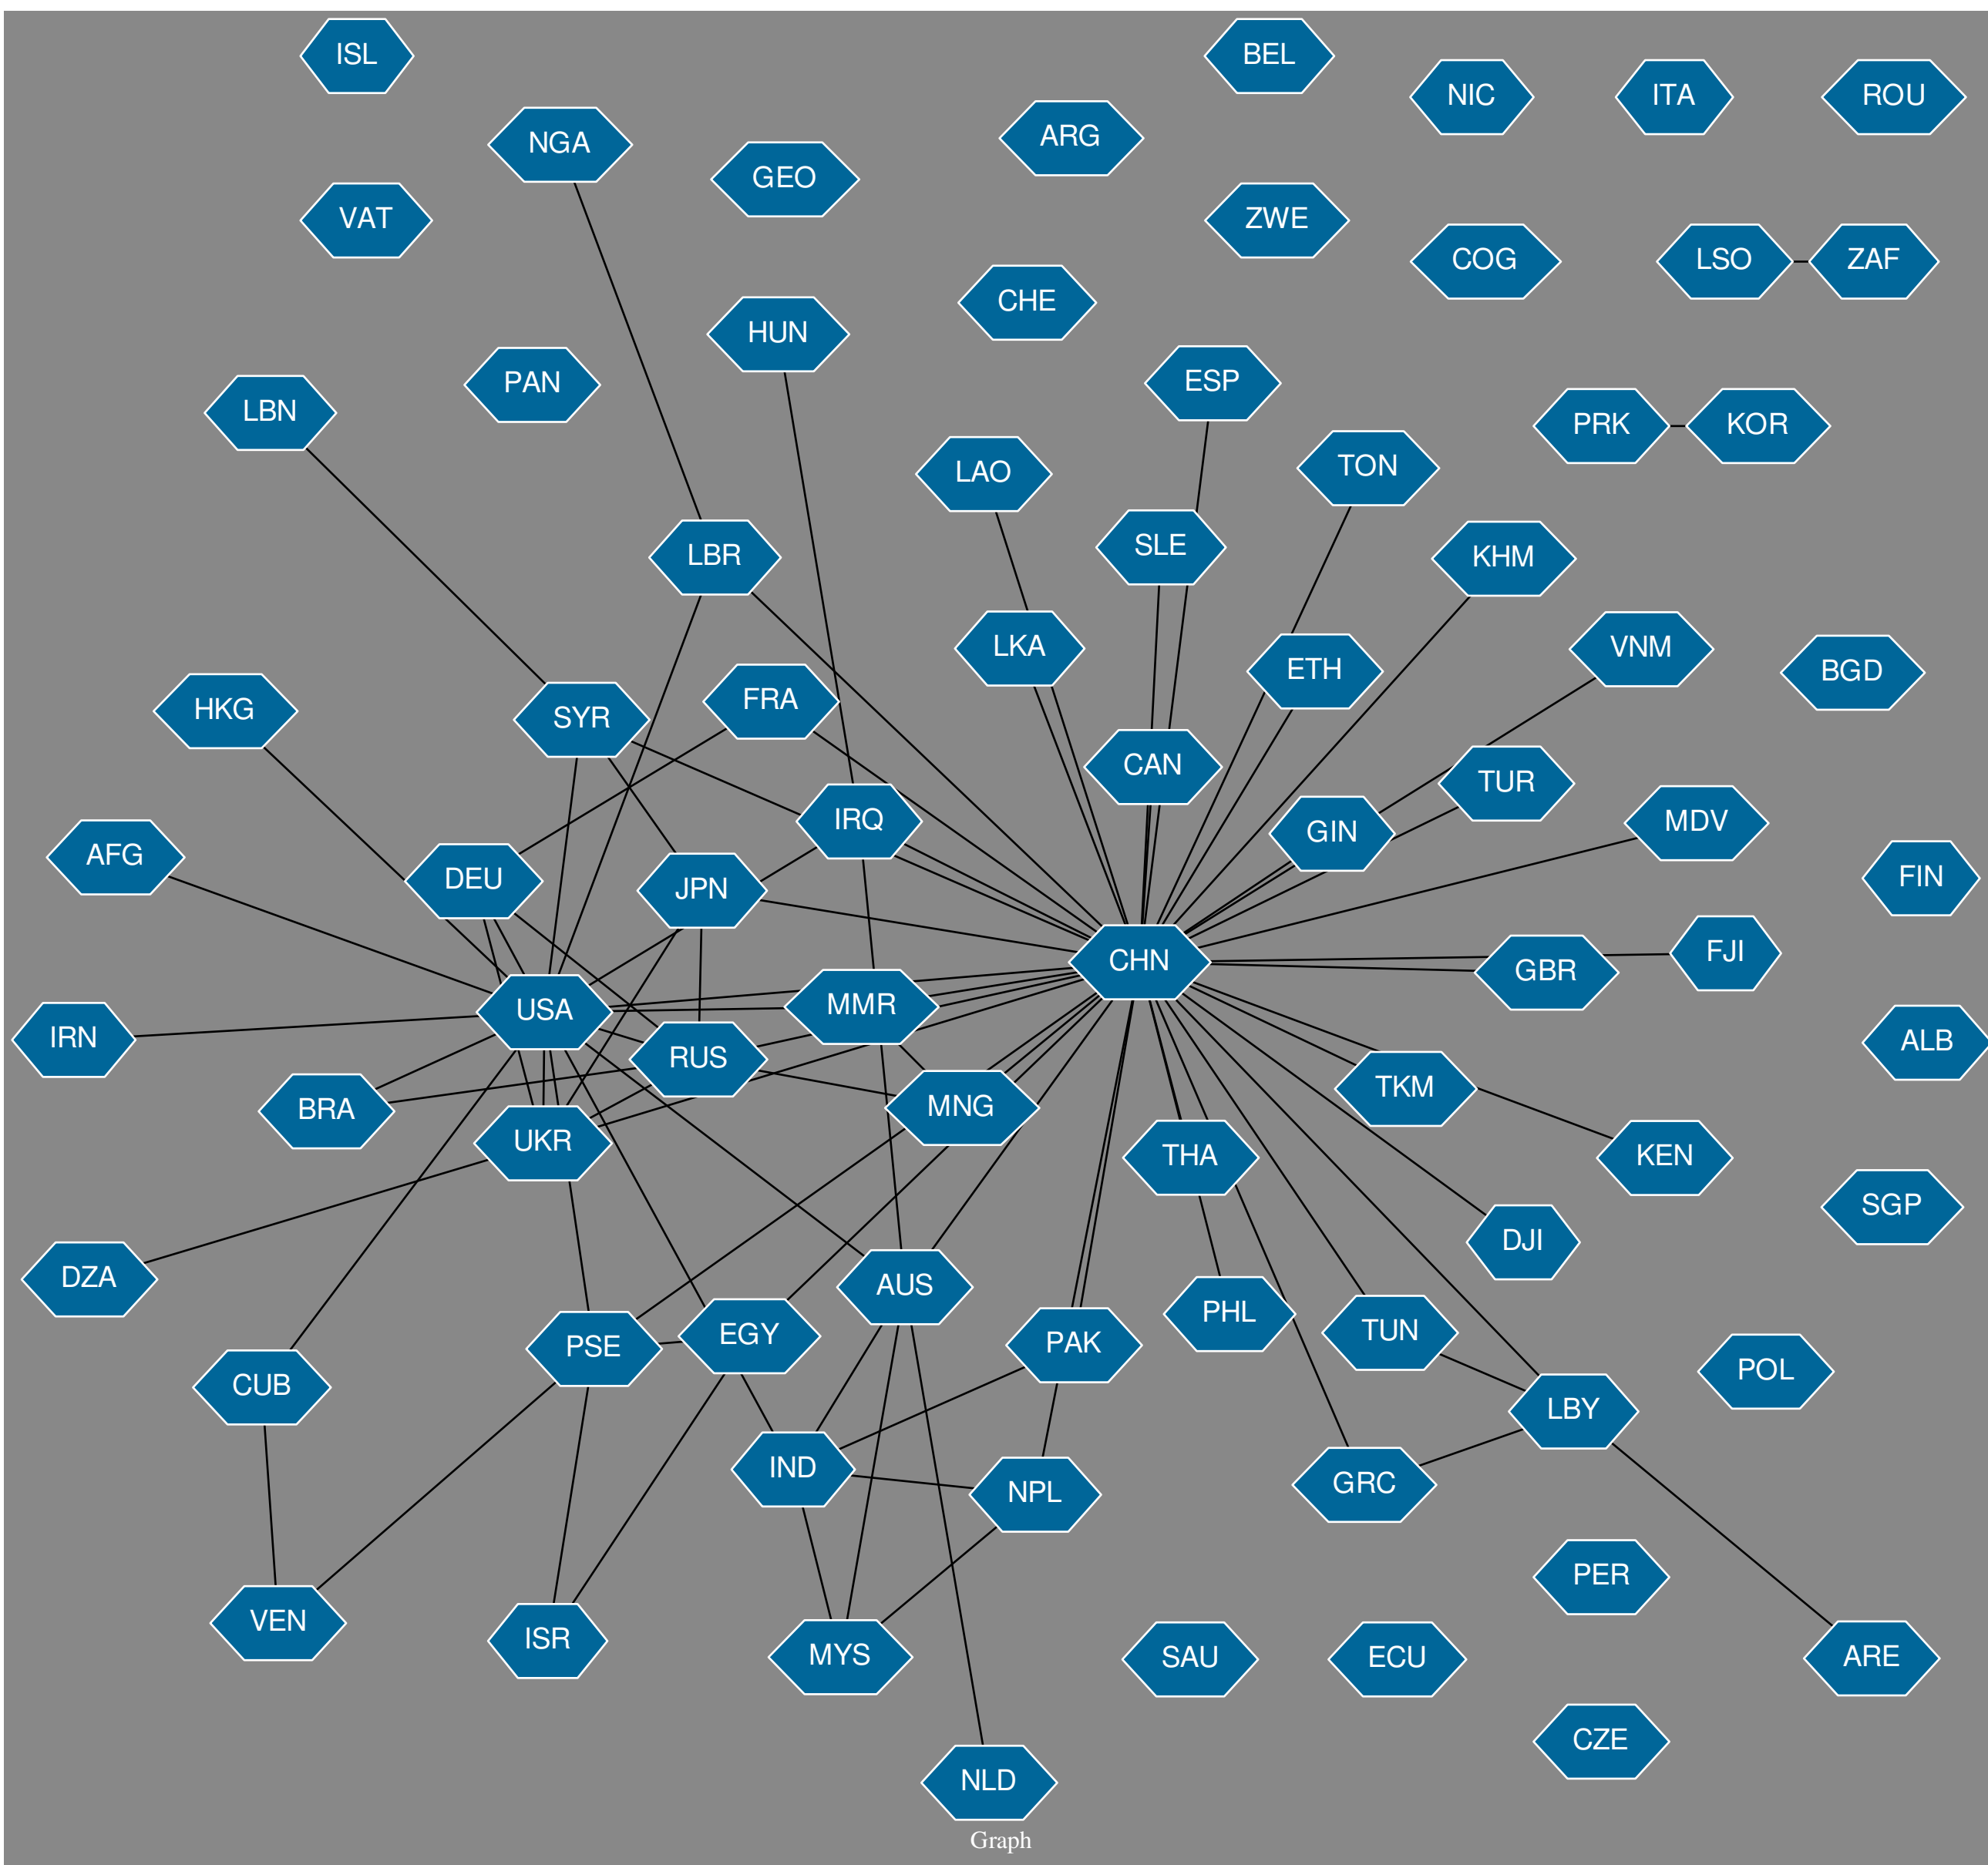 ISL
BEL
NIC
ITA
ROU
NGA
ARG
GEO
VAT
ZWE
COG
LSO
ZAF
CHE
HUN
PAN
ESP
LBN
PRK
KOR
LAO
TON
LBR
SLE
KHM
LKA
VNM
ETH
BGD
HKG
SYR
FRA
CAN
TUR
IRQ
GIN
MDV
AFG
DEU
JPN
FIN
CHN
GBR
FJI
USA
MMR
IRN
RUS
ALB
BRA
MNG
TKM
UKR
THA
KEN
SGP
DZA
AUS
DJI
PSE
EGY
PAK
PHL
TUN
CUB
POL
LBY
IND
NPL
GRC
PER
VEN
ISR
MYS
SAU
ECU
ARE
CZE
NLD
Graph